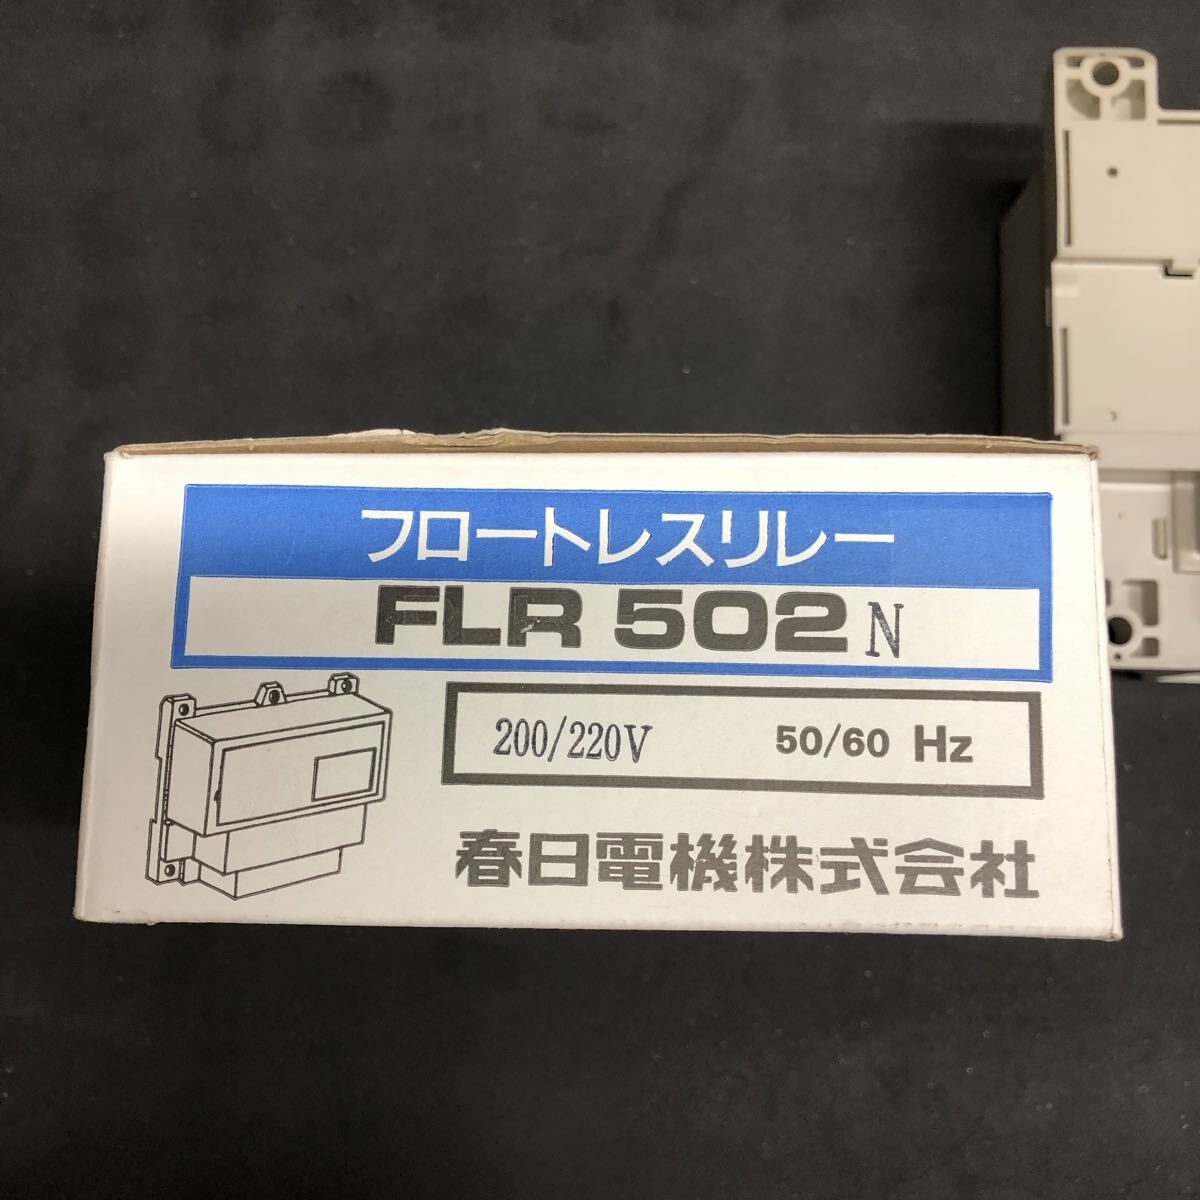 フロートレスリレー
FLR 502 N
200/220V 50/60 Hz
春日電機株式会社